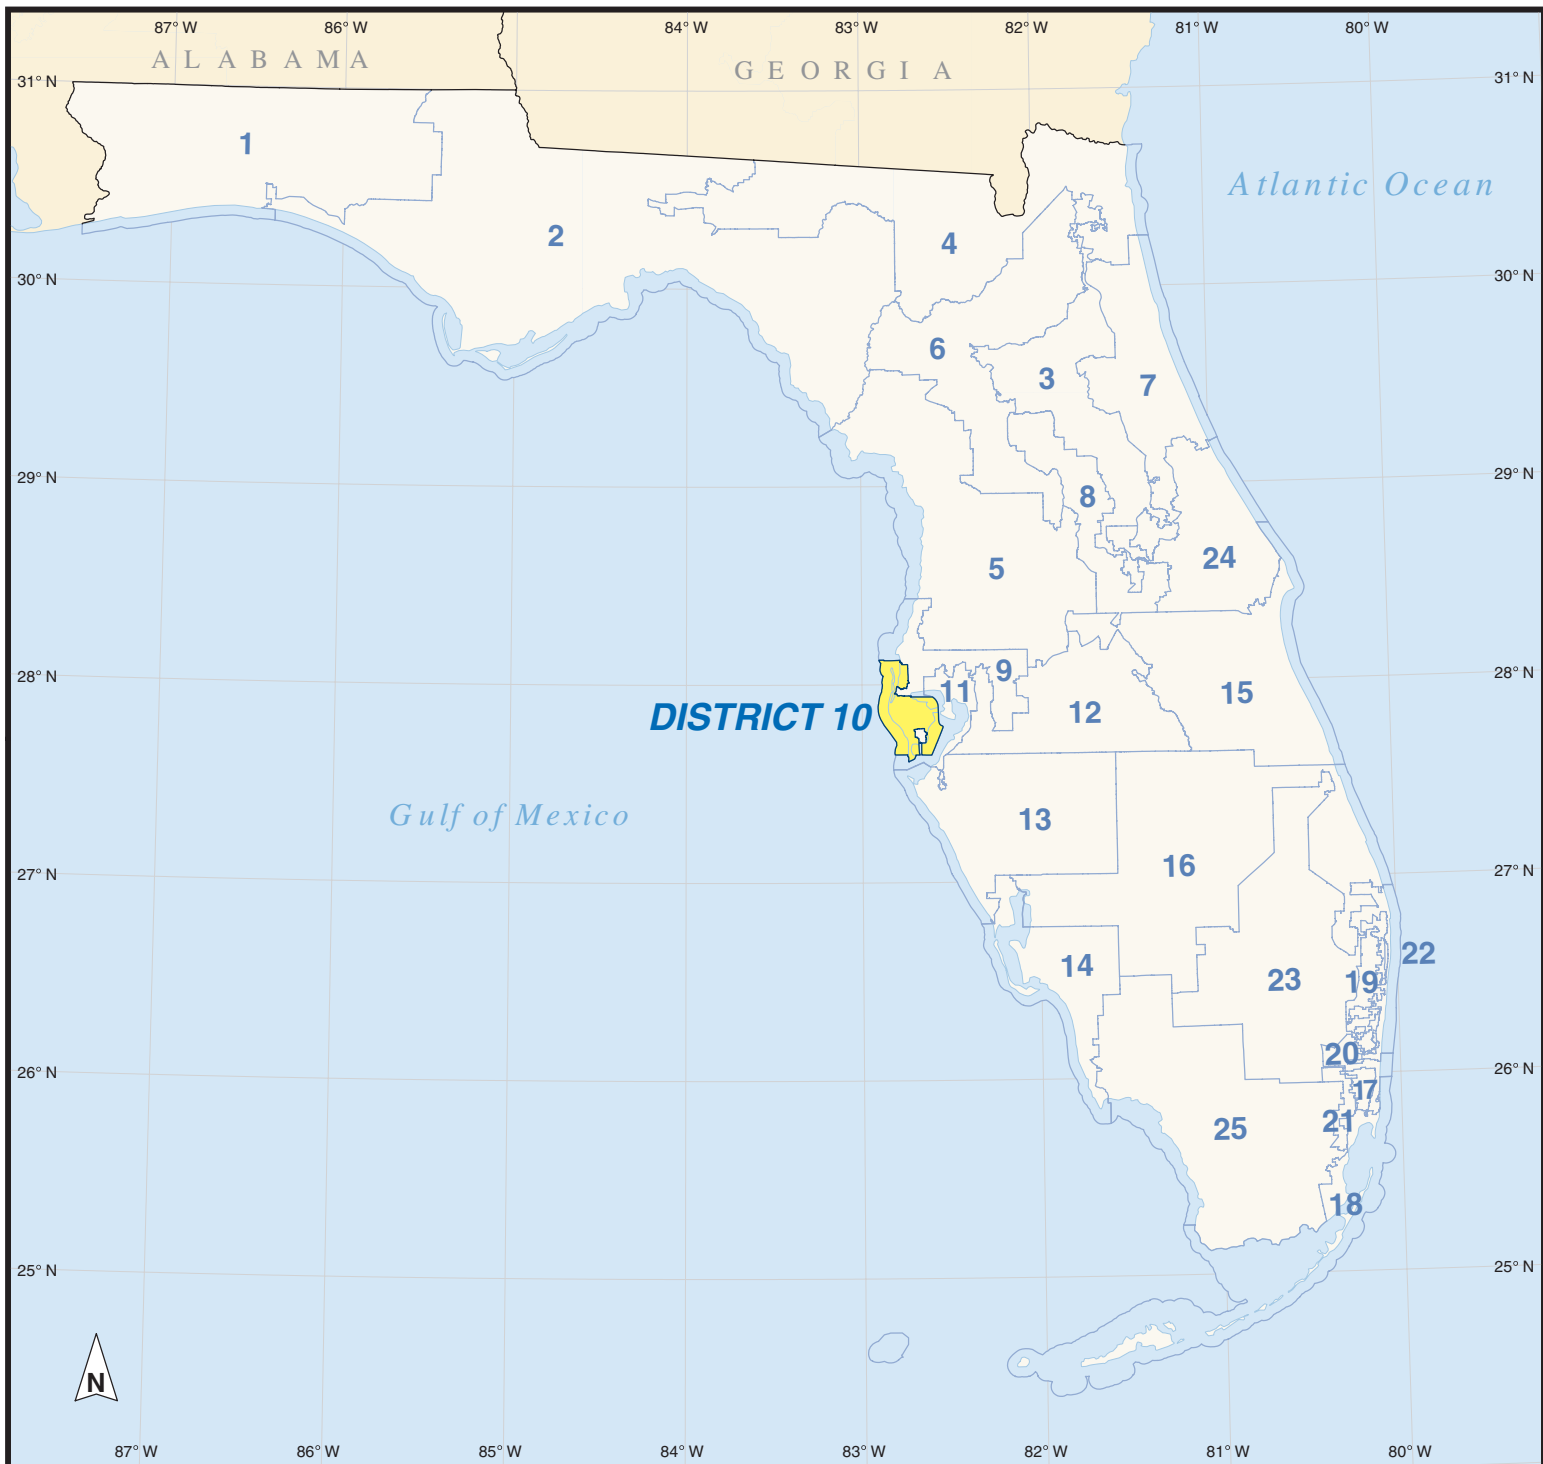 87° W 86° W 84° W 83° W 82° W 81° W 80° W
ALABAMA
GEORGIA
31° N 31° N
1
Atlantic Ocean
2
4
30° N 30° N
6
3
7
29° N 29° N
8
24
5
28° N 28° N
9
11
15
12
DISTRICT 10
Gulf of Mexico
13
16
27° N 27° N
22
14
23
19
20
26° N 26° N
17
21
25
18
25° N 25° N
N
87° W 86° W 85° W 84° W 83° W 82° W 81° W 80° W